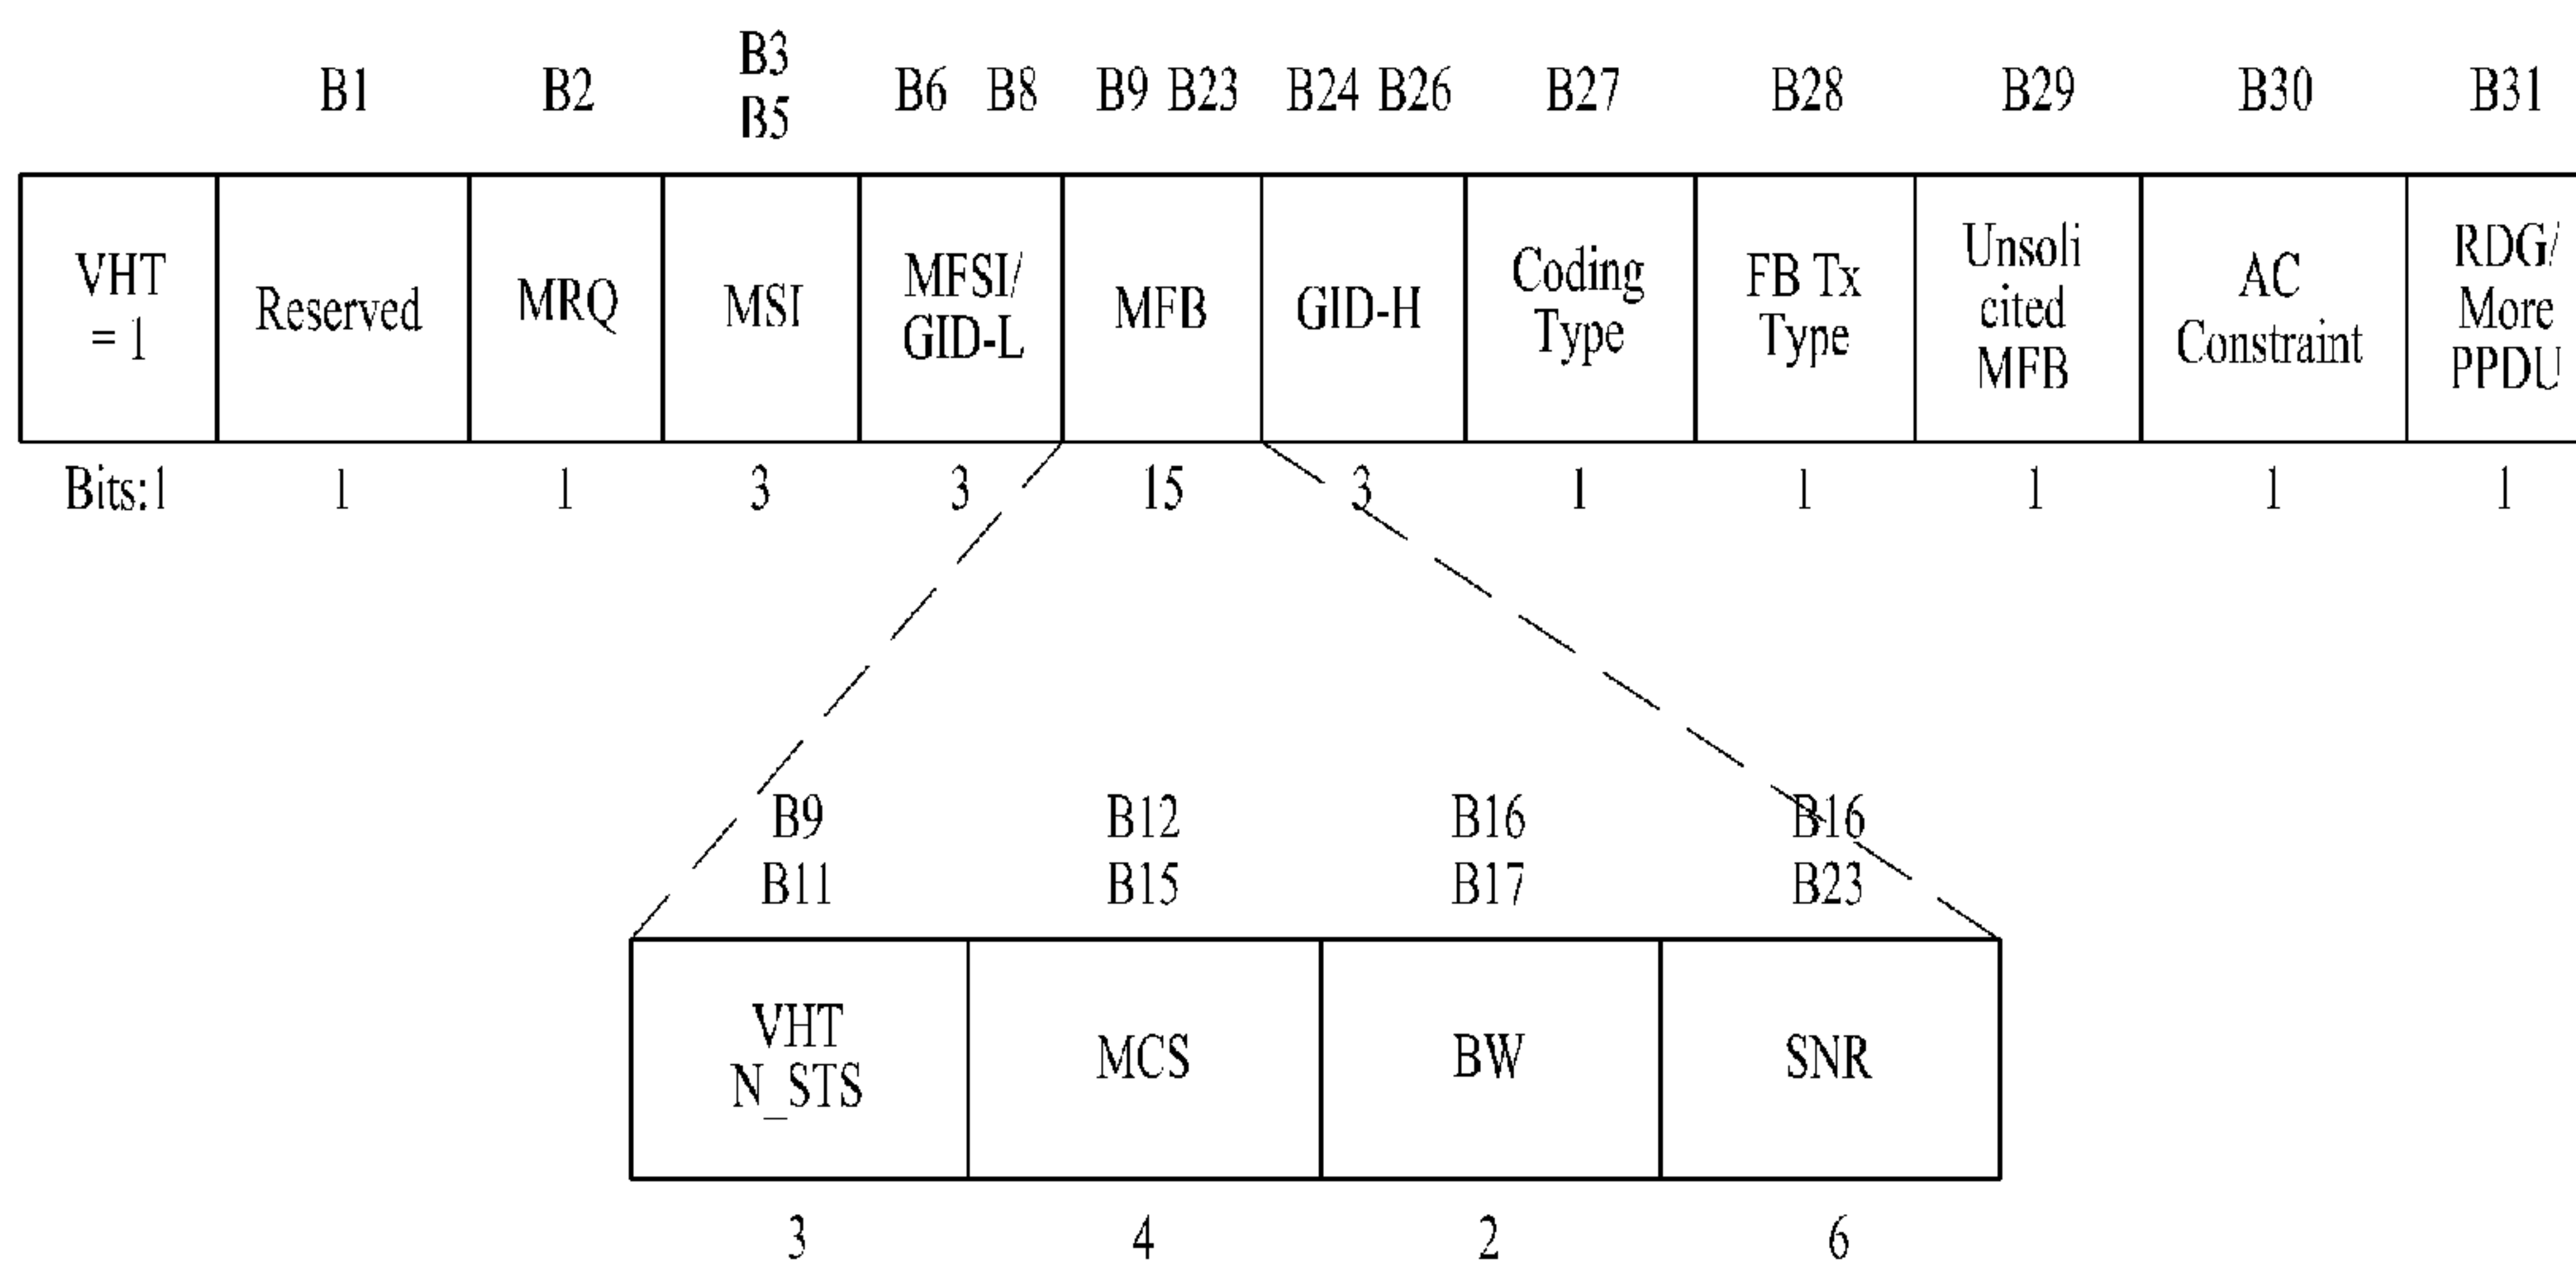 B1 B2 B3 B5 B6 B8 B9 B23 B24 B26 B27 B28 B29 B30 B31
VHT = 1
Reserved
MRQ
MSI
MFSI/
GID-L
MFB
GID-H
Coding
Type
FB Tx
Type
Unsoli
cited
MFB
AC
Constraint
RDG/
More
PPDU
Bits:1 1 1 3 3 15 3 1 1 1 1 1
B9 B12 B16 B16
B11 B15 B17 B23
VHT
N_STS
MCS
BW
SNR
3 4 2 6